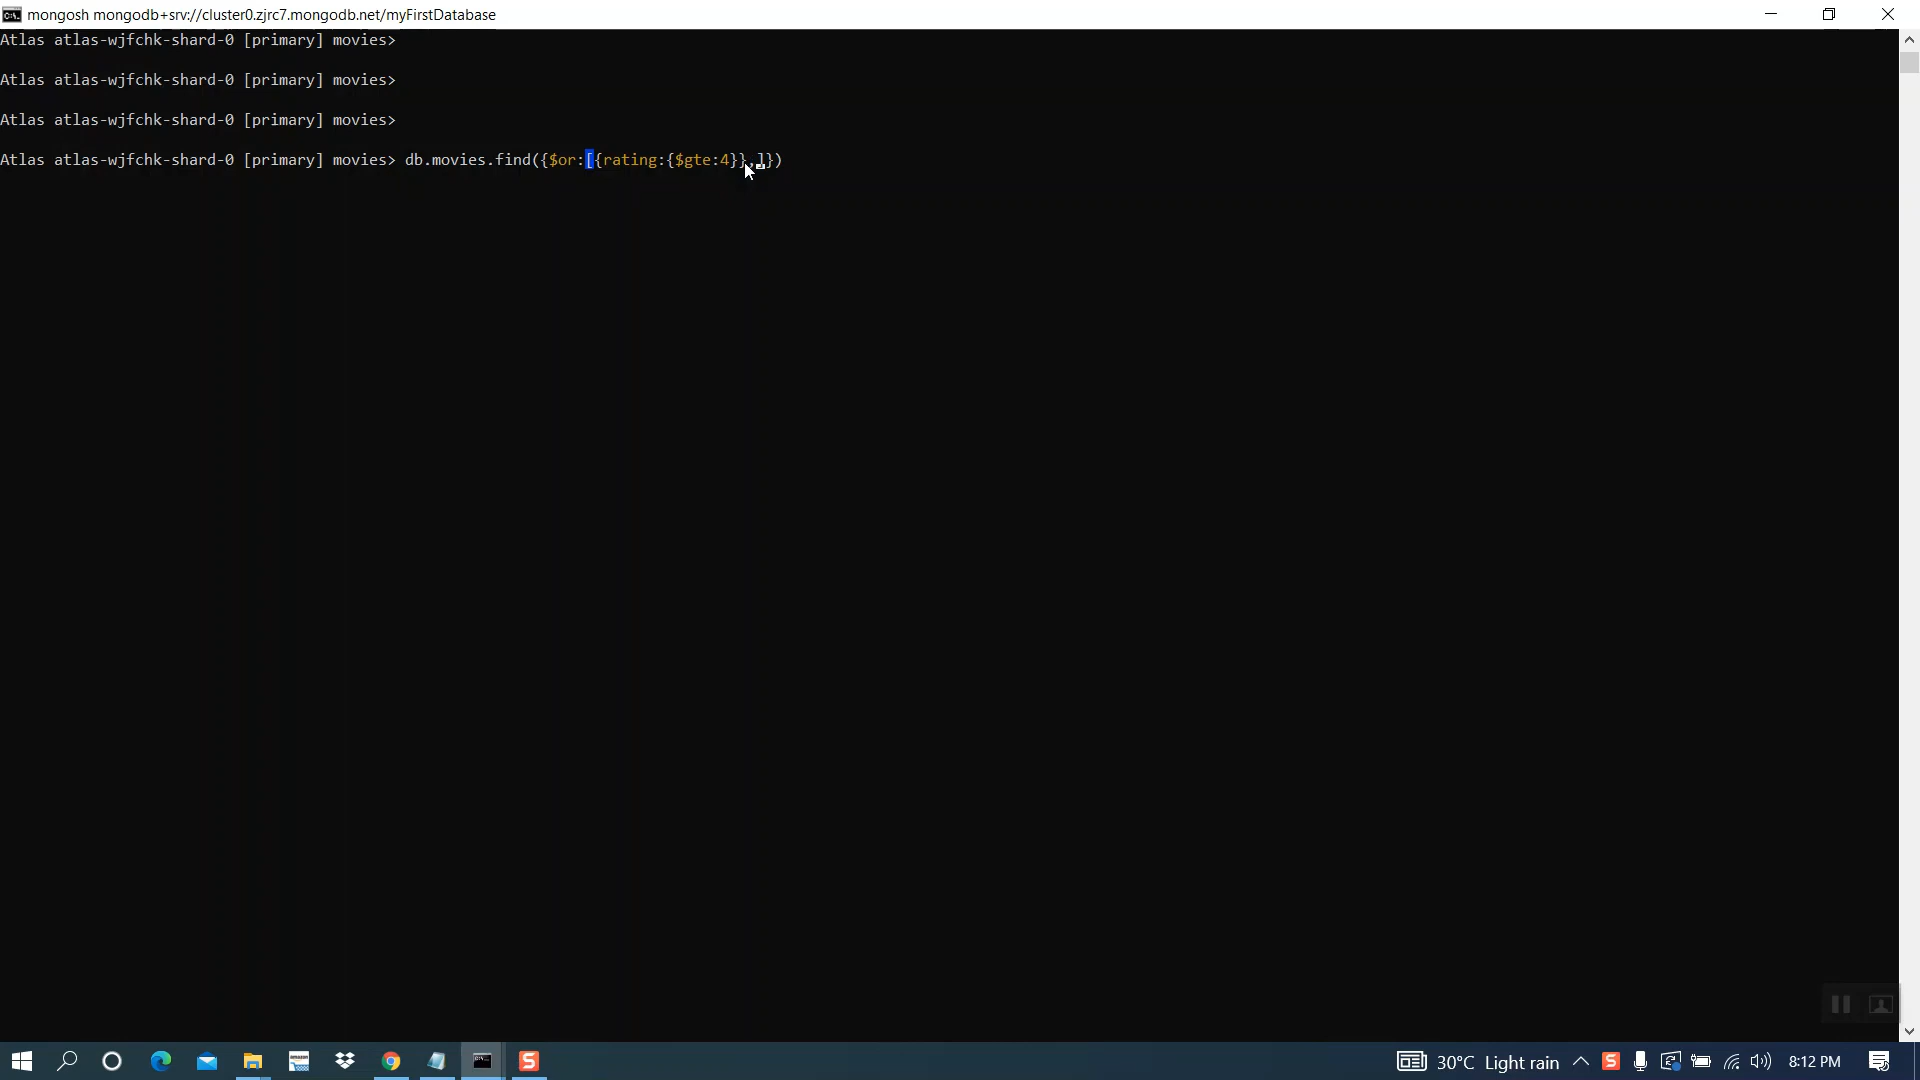 mongosh mongodb+srv://cluster0.zjrc7.mongodb.net/myFirstDatabase
Atlas atlas-wjfchk-shard-0 [primary] movies>
Atlas atlas-wjfchk-shard-0 [primary] movies>
Atlas atlas-wjfchk-shard-0 [primary] movies>
Atlas atlas-wjfchk-shard-0 [primary] movies> db.movies.find({$or:[{rating:{$gte:4}},]})
30°C Light rain 8:12 PM